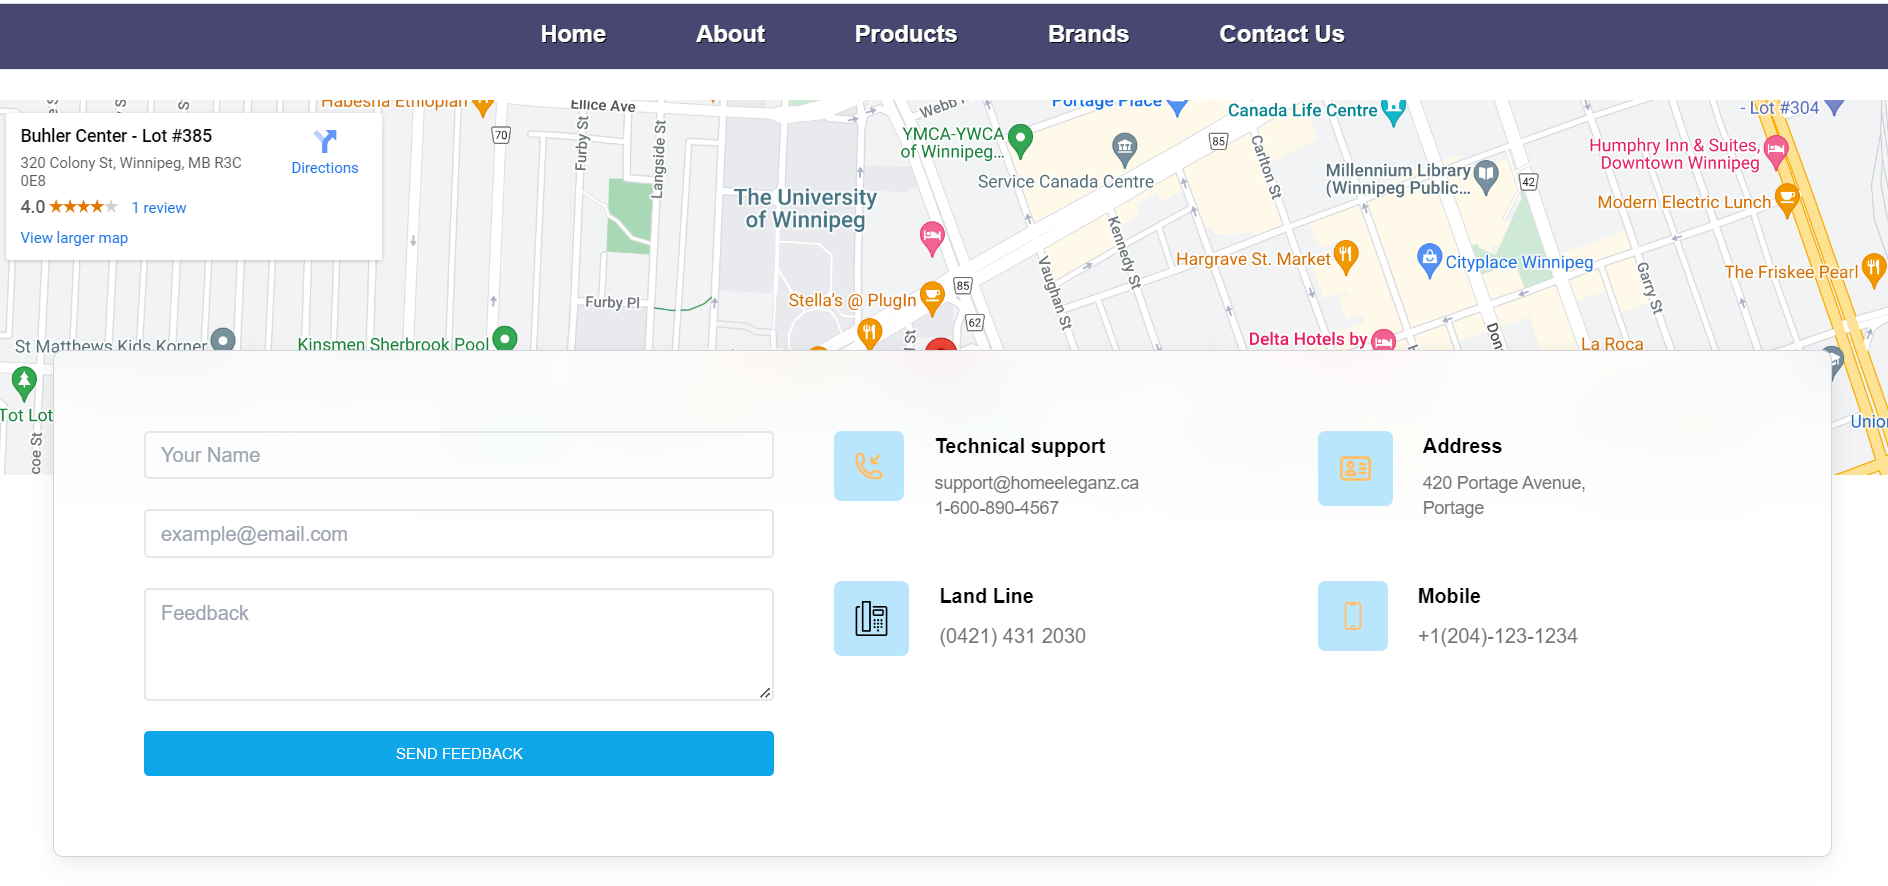 Home About Products Brands Contact Us
Habesha Ethiopian
Ellice Ave
Portage Place
Canada Life Centre
- Lot #304
Buhler Center - Lot #385
320 Colony St, Winnipeg, MB R3C
0E8
Directions
4.0 1 review
View larger map
70
Furby St
Langside St
YMCA-YWCA
of Winnipeg...
Service Canada Centre
85
Carlton St
Millennium Library
(Winnipeg Public...
42
Humphry Inn & Suites,
Downtown Winnipeg
Modern Electric Lunch
The University
of Winnipeg
Kennedy St
Vaughan St
Hargrave St. Market
Cityplace Winnipeg
Garry St
The Friskee Pearl
Furby Pl
Stella's @ PlugIn
85
62
St Matthews Kids Korner
Kinsmen Sherbrook Pool
Delta Hotels by
La Roca
Tot Lot
coe St
Your Name
example@email.com
Feedback
SEND FEEDBACK
Technical support
support@homeeleganz.ca
1-600-890-4567
Address
420 Portage Avenue,
Portage
Land Line
(0421) 431 2030
Mobile
+1(204)-123-1234